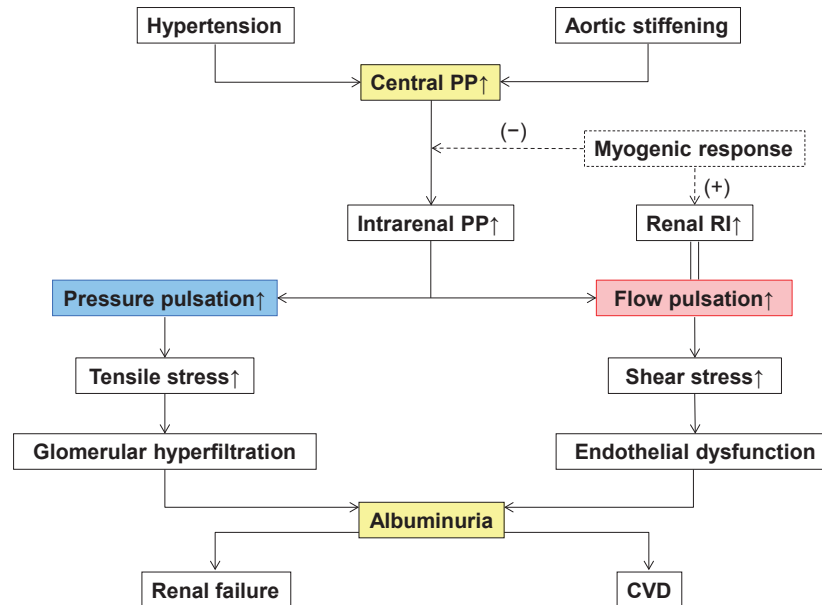 Hypertension
Aortic stiffening
Central PP↑
(−)
Myogenic response
(+)
Intrarenal PP↑
Renal RI↑
Pressure pulsation↑
Flow pulsation↑
Tensile stress↑
Shear stress↑
Glomerular hyperfiltration
Endothelial dysfunction
Albuminuria
Renal failure
CVD